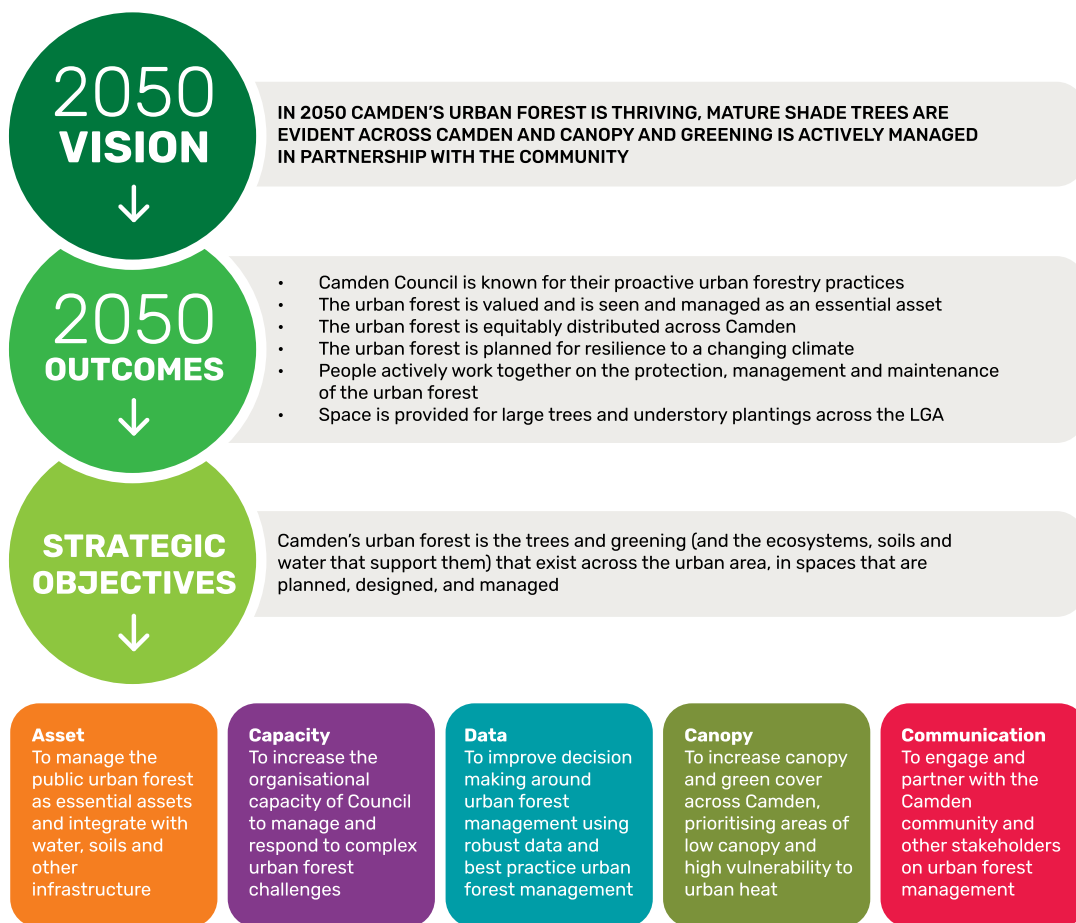 2050
VISION
IN 2050 CAMDEN'S URBAN FOREST IS THRIVING, MATURE SHADE TREES ARE
EVIDENT ACROSS CAMDEN AND CANOPY AND GREENING IS ACTIVELY MANAGED
IN PARTNERSHIP WITH THE COMMUNITY
2050
OUTCOMES
• Camden Council is known for their proactive urban forestry practices
• The urban forest is valued and is seen and managed as an essential asset
• The urban forest is equitably distributed across Camden
• The urban forest is planned for resilience to a changing climate
• People actively work together on the protection, management and maintenance
of the urban forest
• Space is provided for large trees and understory plantings across the LGA
STRATEGIC
OBJECTIVES
Camden's urban forest is the trees and greening (and the ecosystems, soils and
water that support them) that exist across the urban area, in spaces that are
planned, designed, and managed
Asset
To manage the
public urban forest
as essential assets
and integrate with
water, soils and
other
infrastructure
Capacity
To increase the
organisational
capacity of Council
to manage and
respond to complex
urban forest
challenges
Data
To improve decision
making around
urban forest
management using
robust data and
best practice urban
forest management
Canopy
To increase canopy
and green cover
across Camden,
prioritising areas of
low canopy and
high vulnerability to
urban heat
Communication
To engage and
partner with the
Camden
community and
other stakeholders
on urban forest
management